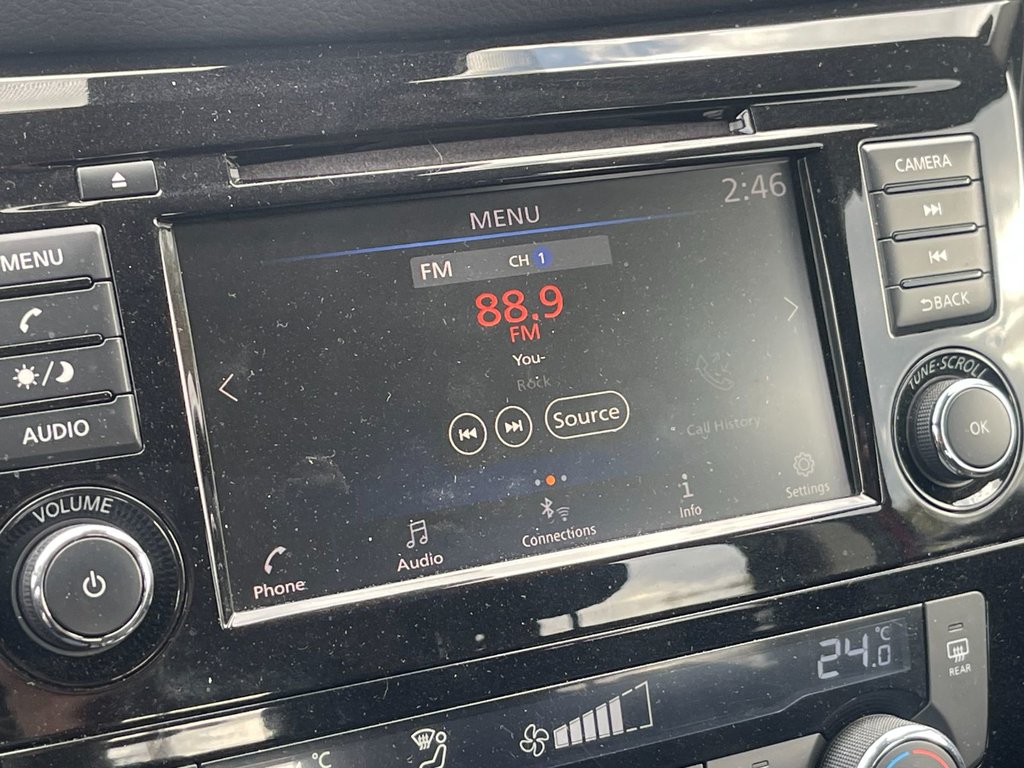 CAMERA
2:46
MENU
MENU
FM CH 1
88.9
FM
You-
Rock
BACK
AUDIO
Source
TUNE·SCROLL
OK
Call History
VOLUME
Phone
Audio
Connections
Info
Settings
24.0 °C
REAR
°C